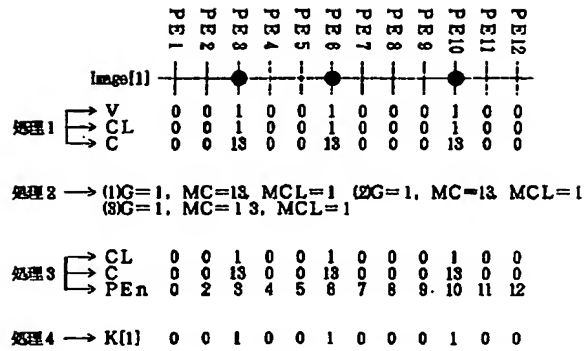 PE1 PE2 PE3 PE4 PE5 PE6 PE7 PE8 PE9 PE10 PE11 PE12
Image[1]
処理1
V 0 0 1 0 0 1 0 0 0 1 0 0
CL 0 0 1 0 0 1 0 0 0 1 0 0
C 0 0 13 0 0 13 0 0 0 13 0 0
処理2 (1)G=1, MC=13, MCL=1 (2)G=1, MC=13, MCL=1
(3)G=1, MC=1 3, MCL=1
処理3
CL 0 0 1 0 0 1 0 0 0 1 0 0
C 0 0 13 0 0 13 0 0 0 13 0 0
PEn 0 2 3 4 5 6 7 8 9 10 11 12
処理4 K[1] 0 0 1 0 0 1 0 0 0 1 0 0